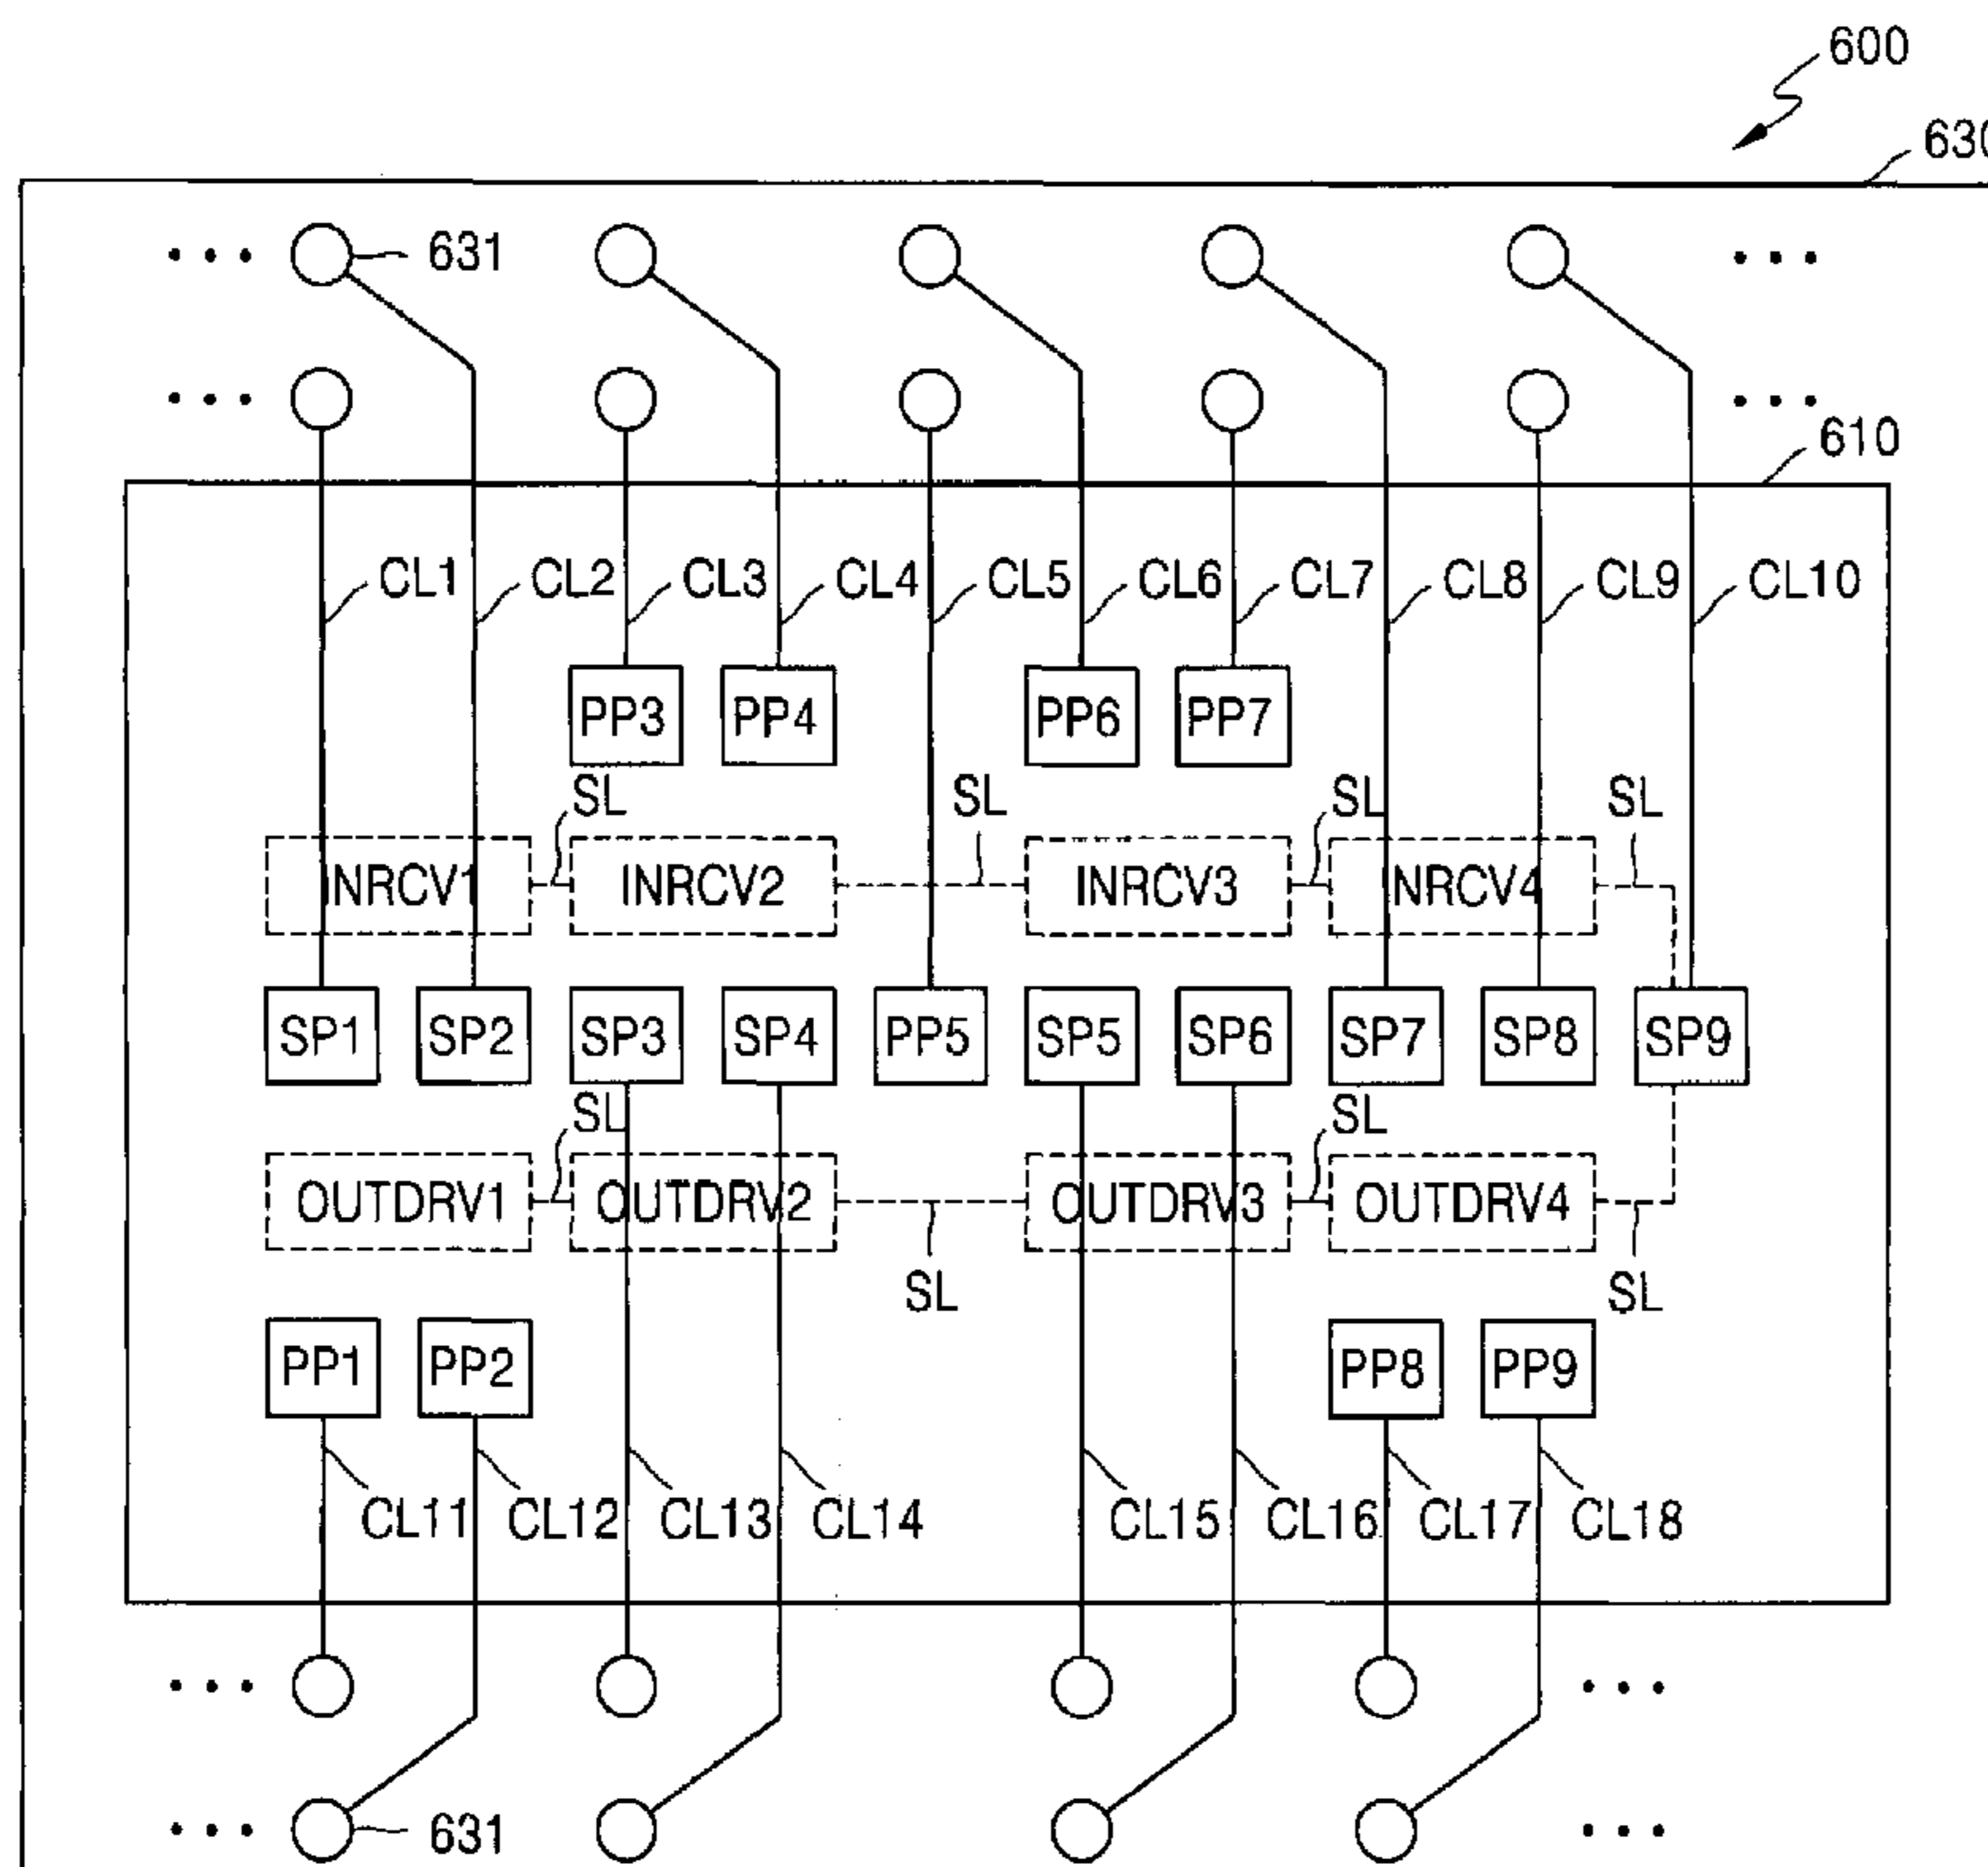 600
630
631
610
CL1 CL2 CL3 CL4 CL5 CL6 CL7 CL8 CL9 CL10
PP3 PP4 PP6 PP7
SL SL SL SL
INRCV1 INRCV2 INRCV3 INRCV4
SP1 SP2 SP3 SP4 PP5 SP5 SP6 SP7 SP8 SP9
SL SL
OUTDRV1 OUTDRV2 OUTDRV3 OUTDRV4
SL SL
PP1 PP2 PP8 PP9
CL11 CL12 CL13 CL14 CL15 CL16 CL17 CL18
631